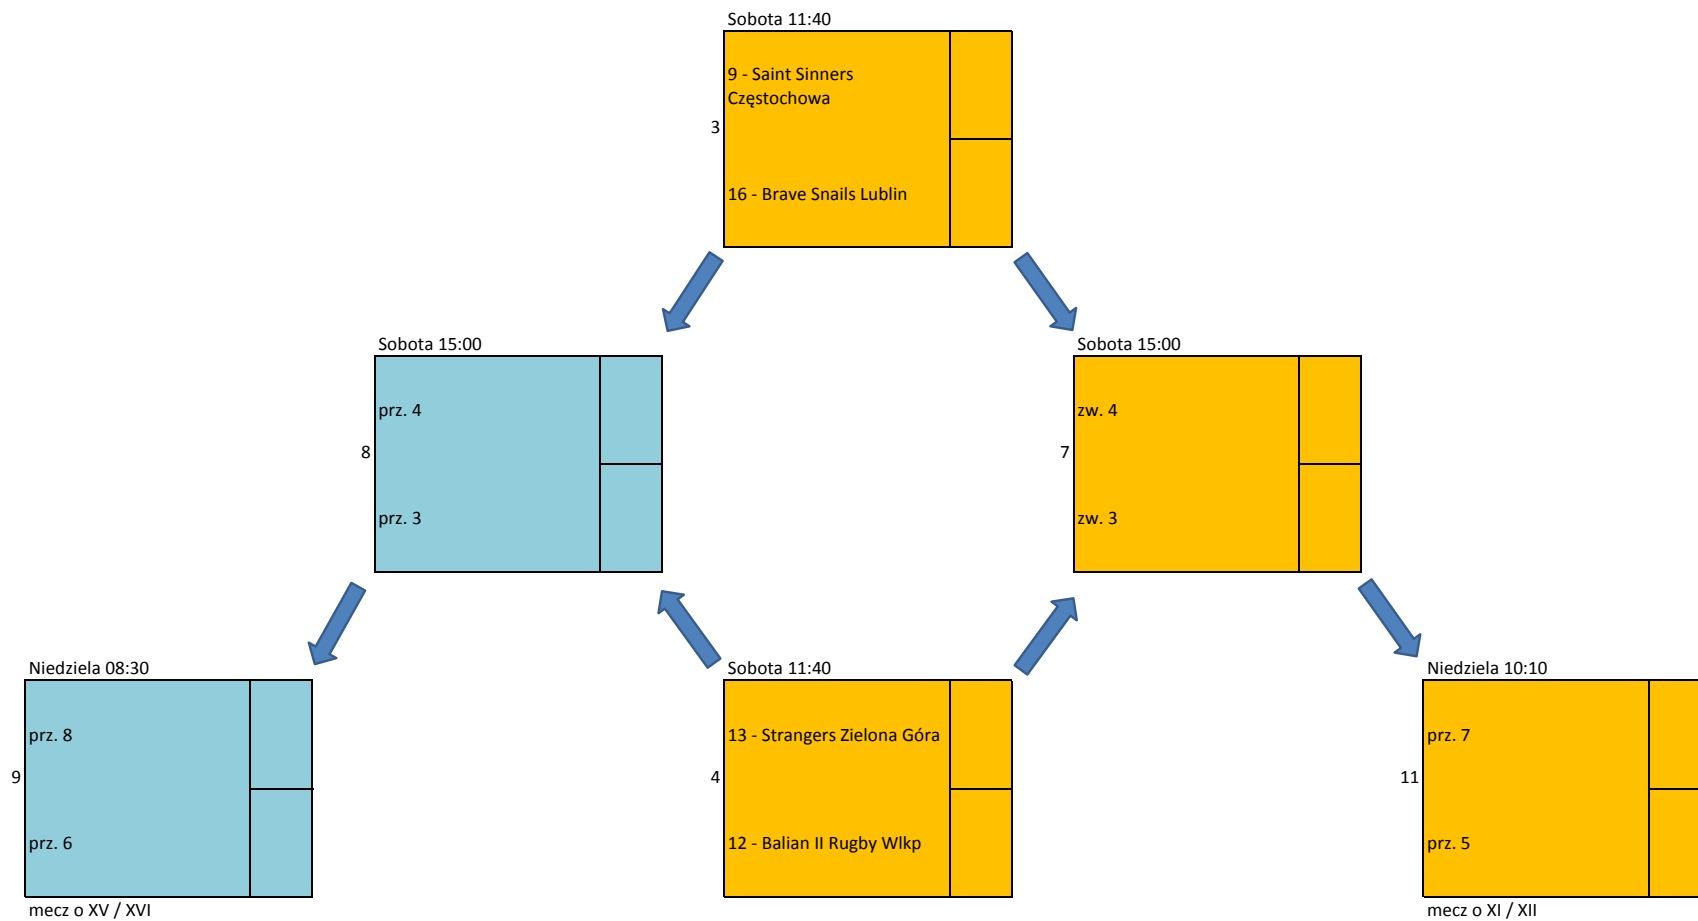 Sobota 11:40
9 - Saint Sinners
Częstochowa
3
16 - Brave Snails Lublin
Sobota 15:00
prz. 4
8
prz. 3
Sobota 15:00
zw. 4
7
zw. 3
Niedziela 08:30
prz. 8
9
prz. 6
mecz o XV / XVI
Sobota 11:40
13 - Strangers Zielona Góra
4
12 - Balian II Rugby Wlkp
Niedziela 10:10
prz. 7
11
prz. 5
mecz o XI / XII